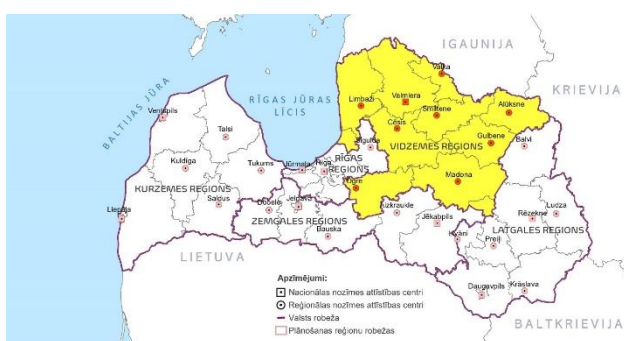 IGAUNIJA
KRIEVIJA
BALTIJAS JŪRA
RĪGAS JŪRAS
LĪCIS
Valka
Valmiera
Limbaži
Smiltene
Alūksne
Cēsis
Gulbene
Balvi
Ventspils
Talsi
Sigulda
VIDZEMES REGIONS
Kuldīga
Tukums
Jūrmala
Rīga
RĪGAS
REGIONS
Ogre
Madona
KURZEMES REGIONS
Saldus
Liepāja
Dobele
Jelgava
Aizkraukle
Jēkabpils
Ludza
Rēzekne
ZEMGALES REGIONS
LATGALES REGIONS
Bauska
Preiļi
LIETUVA
Daugavpils
Krāslava
BALTKRIEVIJA
Apzīmējumi:
Nacionālas nozīmes attīstības centri
Reģionālas nozīmes attīstības centri
Valsts robeža
Plānošanas reģionu robežas